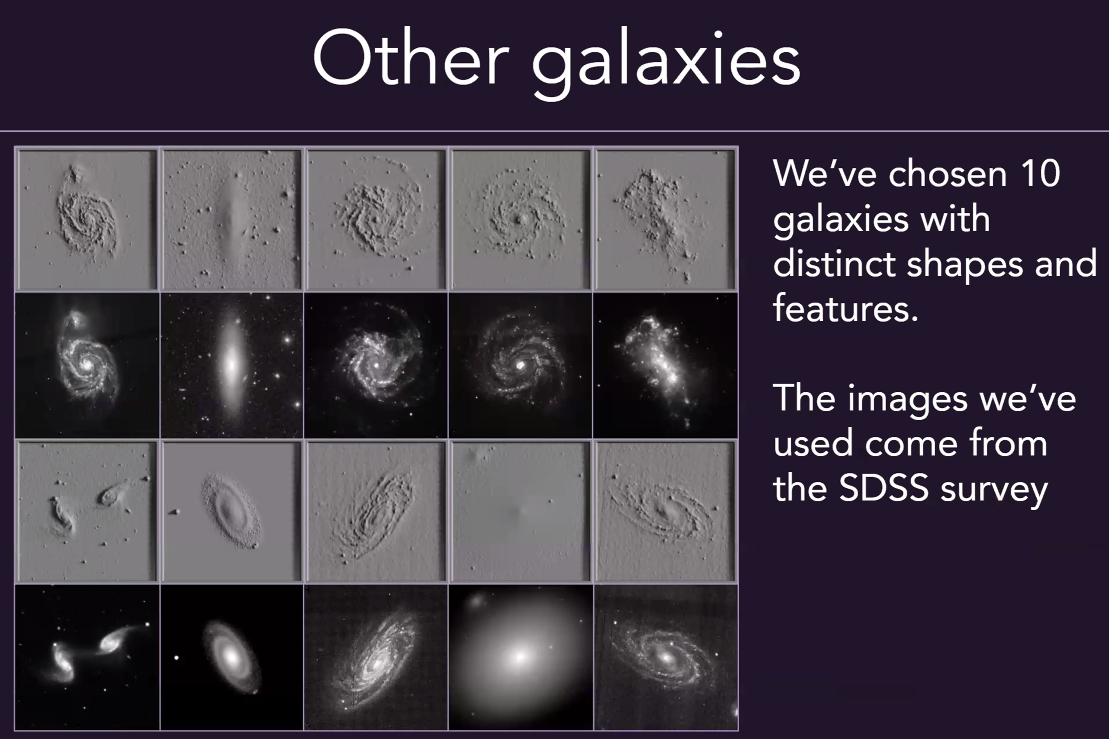 Other galaxies
We’ve chosen 10
galaxies with
distinct shapes and
features.
The images we’ve
used come from
the SDSS survey